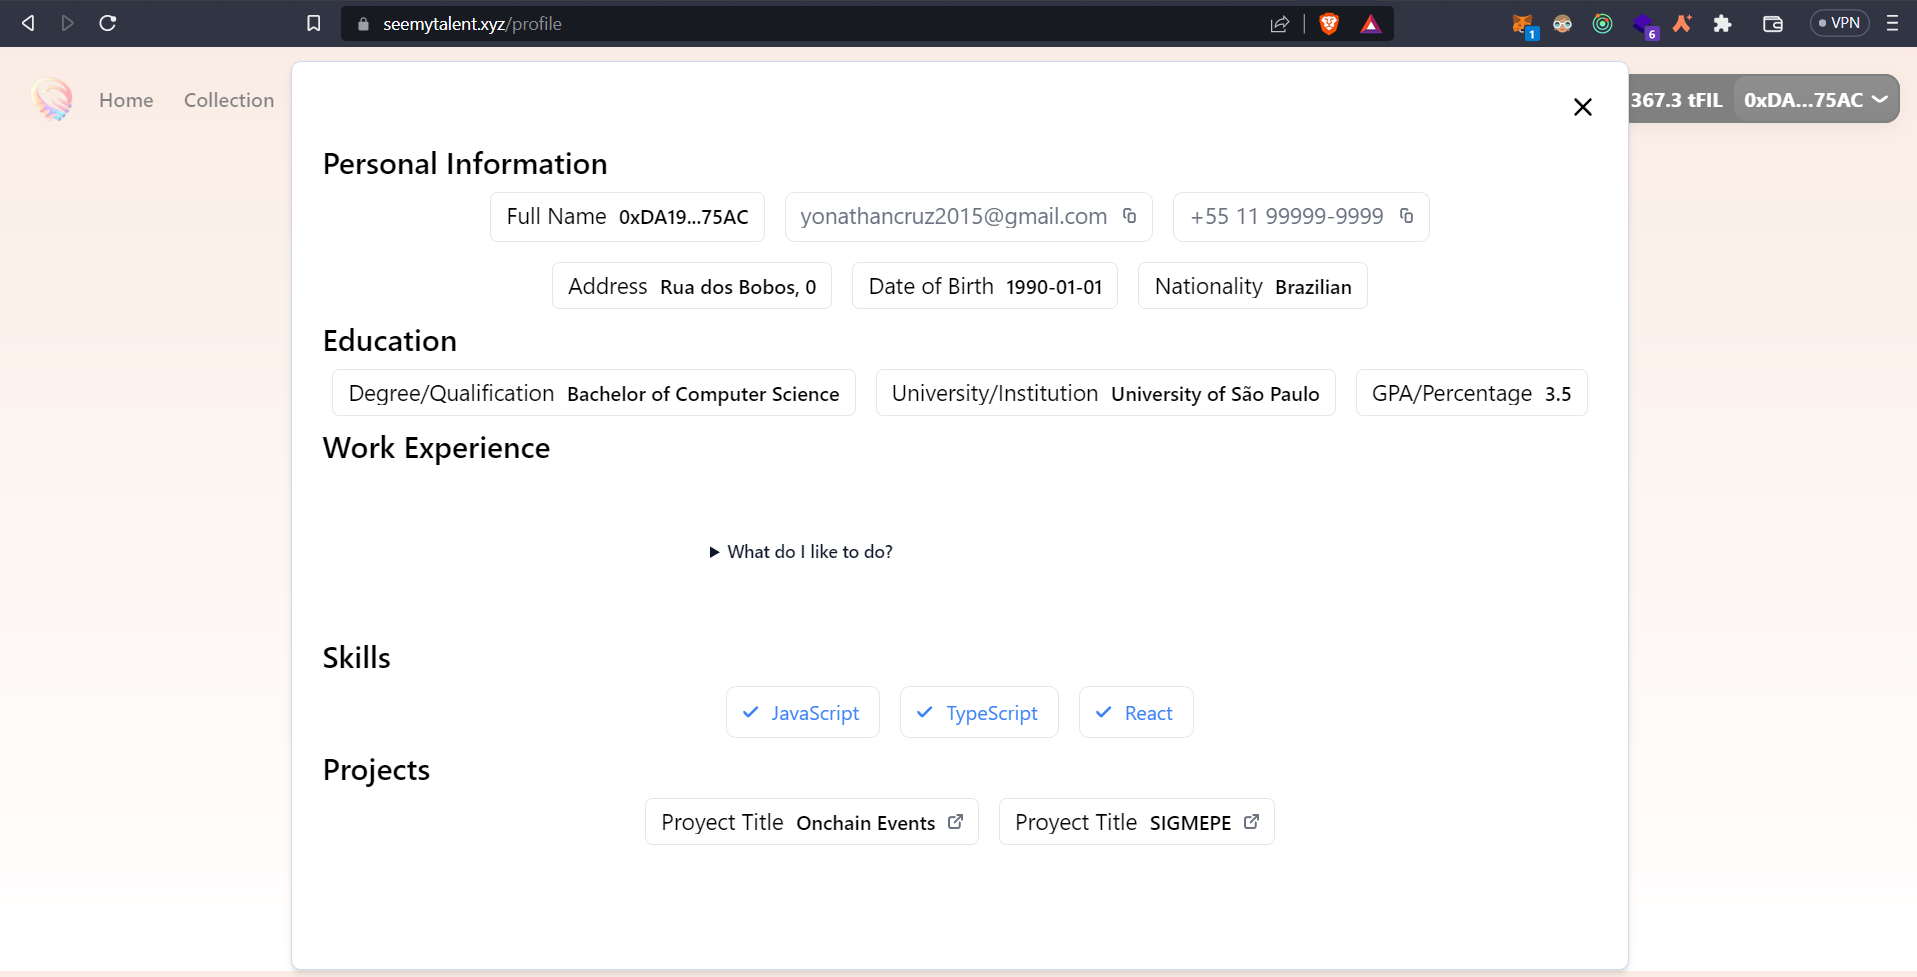 seemytalent.xyz/profile
1
6
VPN
Home Collection
367.3 tFIL 0xDA...75AC
Personal Information
Full Name 0xDA19...75AC yonathancruz2015@gmail.com +55 11 99999-9999
Address Rua dos Bobos, 0 Date of Birth 1990-01-01 Nationality Brazilian
Education
Degree/Qualification Bachelor of Computer Science University/Institution University of São Paulo GPA/Percentage 3.5
Work Experience
What do I like to do?
Skills
JavaScript TypeScript React
Projects
Proyect Title Onchain Events Proyect Title SIGMEPE